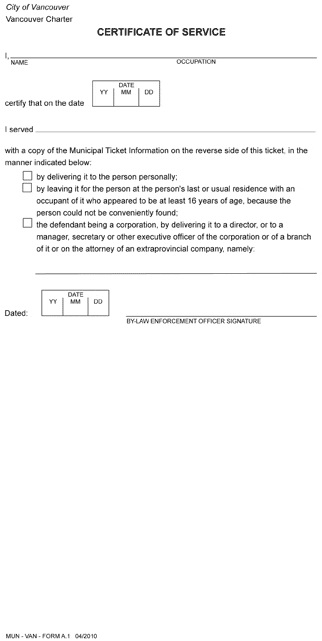 City of Vancouver
Vancouver Charter
CERTIFICATE OF SERVICE
I,
NAME OCCUPATION
DATE
YY MM DD
certify that on the date
I served
with a copy of the Municipal Ticket Information on the reverse side of this ticket, in the
manner indicated below:
by delivering it to the person personally;
by leaving it for the person at the person's last or usual residence with an
occupant of it who appeared to be at least 16 years of age, because the
person could not be conveniently found;
the defendant being a corporation, by delivering it to a director, or to a
manager, secretary or other executive officer of the corporation or of a branch
of it or on the attorney of an extraprovincial company, namely:
DATE
YY MM DD
Dated:
BY-LAW ENFORCEMENT OFFICER SIGNATURE
MUN - VAN - FORM A.1 04/2010